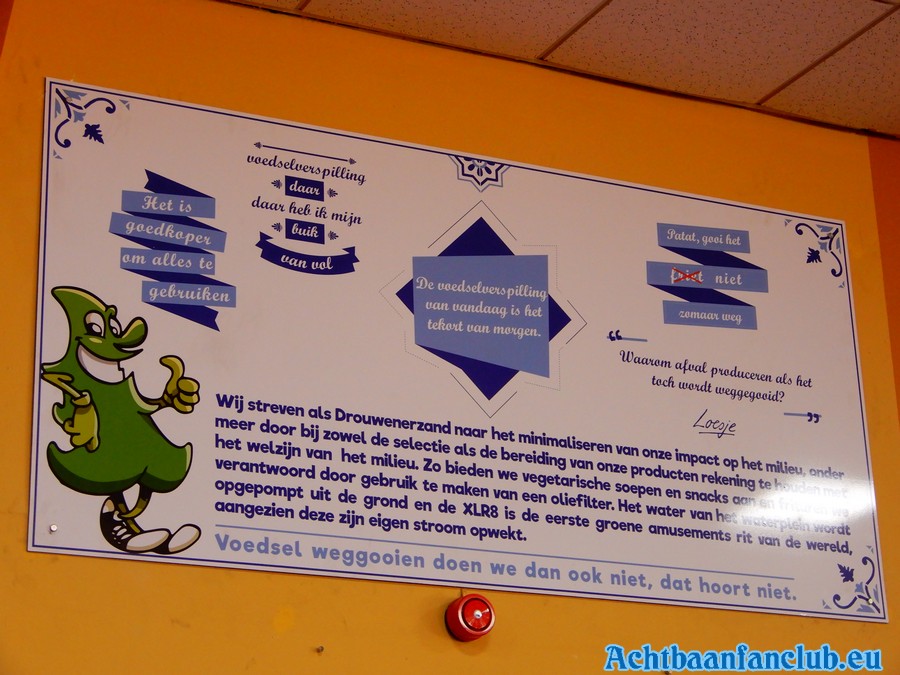 Het is
goedkoper
om alles te
gebruiken
voedselverspilling
daar
daar heb ik mijn
buik
van vol
De voedselverspilling
van vandaag is het
tekort van morgen.
Patat, gooi het
friet niet
zomaar weg
“
Waarom afval produceren als het
toch wordt weggegooid?
”
Loesje
Wij streven als Drouwenerzand naar het minimaliseren van onze impact op het milieu, onder
meer door bij zowel de selectie als de bereiding van onze producten rekening te houden met
het welzijn van het milieu. Zo bieden we vegetarische soepen en snacks aan en frituren we
verantwoord door gebruik te maken van een oliefilter. Het water van het waterplein wordt
opgepompt uit de grond en de XLR8 is de eerste groene amusements rit van de wereld,
aangezien deze zijn eigen stroom opwekt.
Voedsel weggooien doen we dan ook niet, dat hoort niet.
Achtbaanfanclub.eu